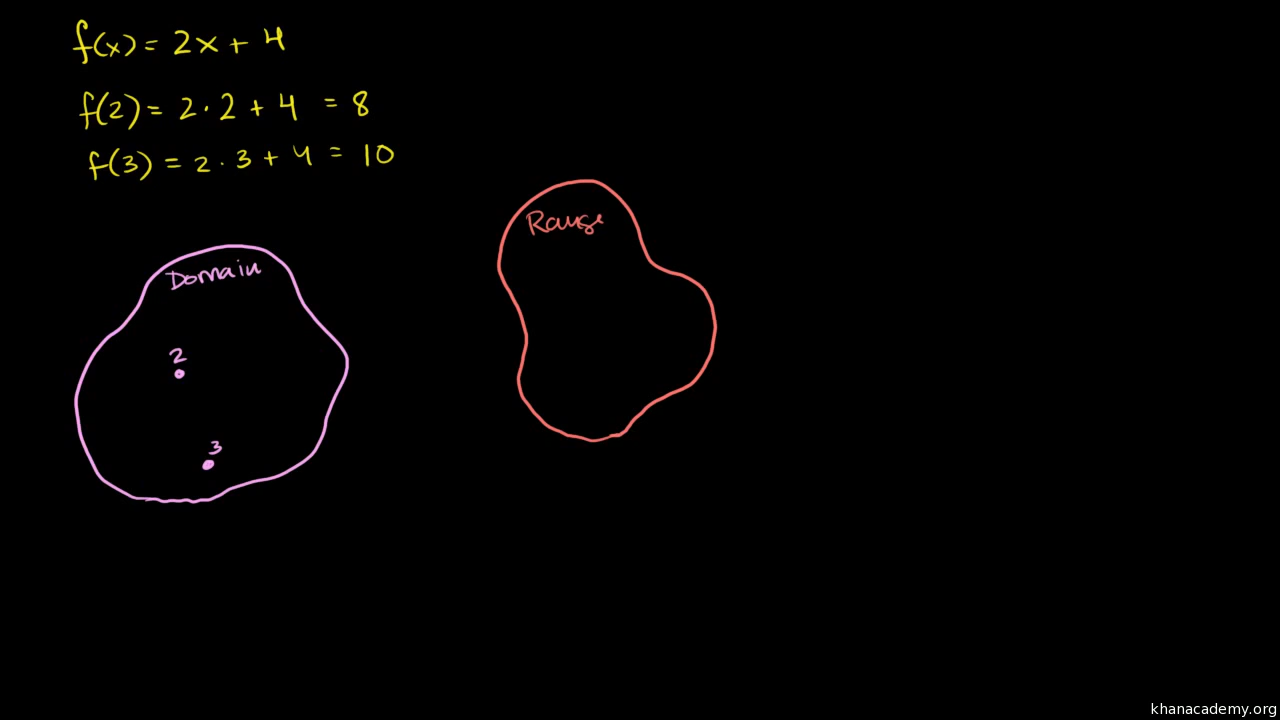 f(x) = 2x + 4
f(2) = 2 · 2 + 4 = 8
f(3) = 2 · 3 + 4 = 10
Range
Domain
2
3
khanacademy.org